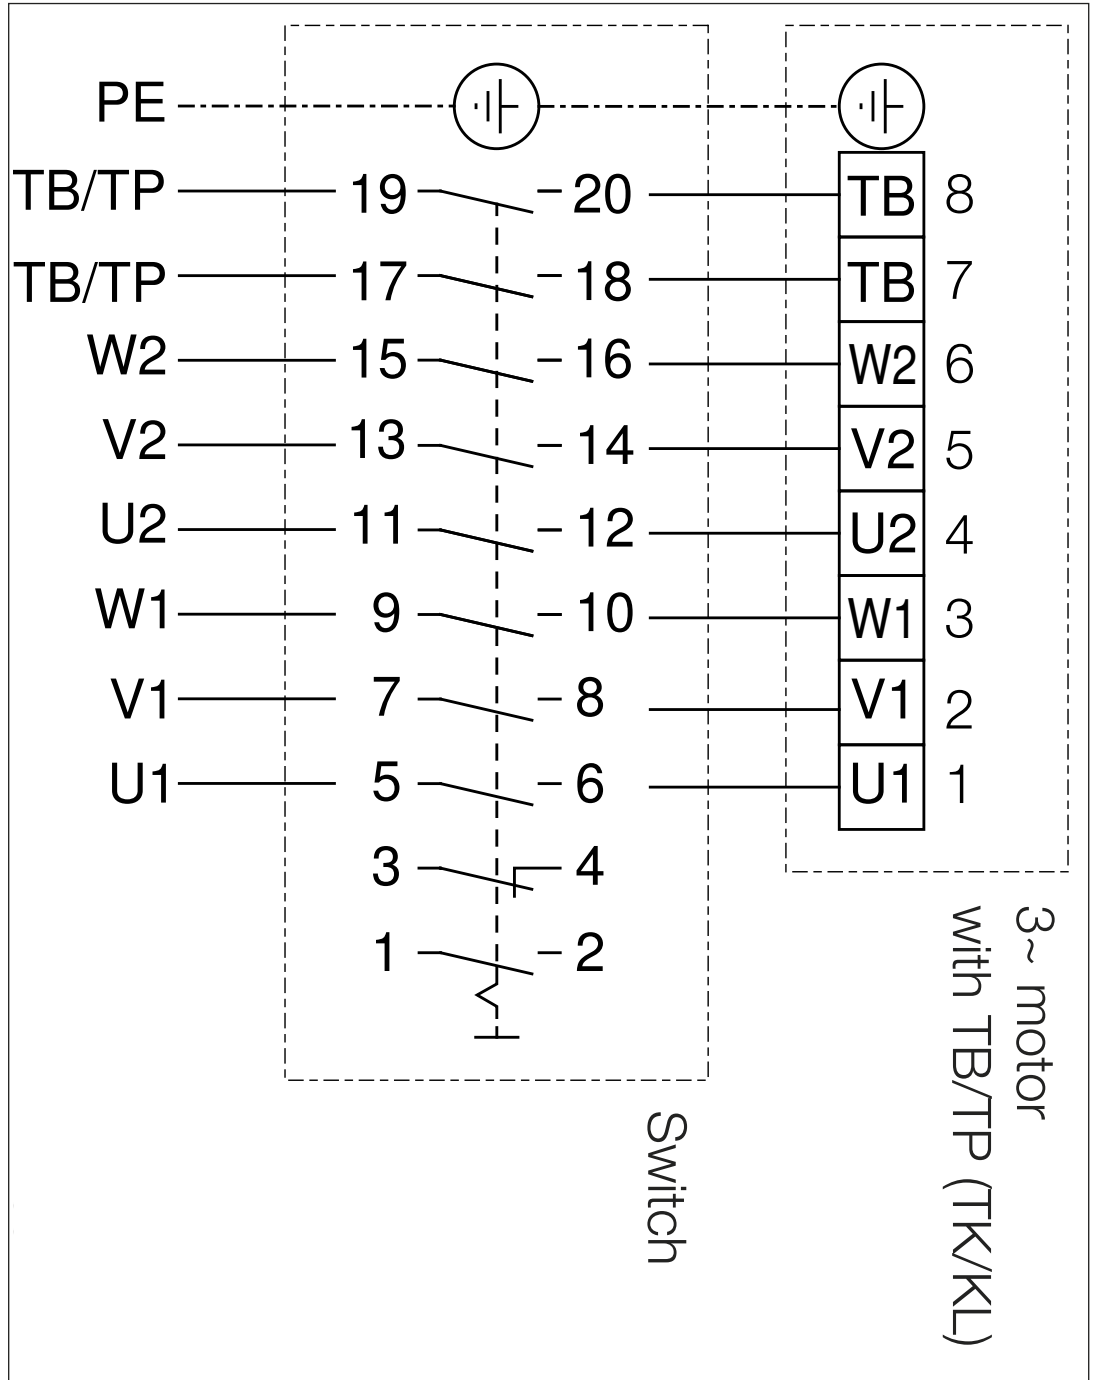 PE
TB/TP 19 20 TB 8
TB/TP 17 18 TB 7
W2 15 16 W2 6
V2 13 14 V2 5
U2 11 12 U2 4
W1 9 10 W1 3
V1 7 8 V1 2
U1 5 6 U1 1
3 4
1 2
Switch
3~ motor
with TB/TP (TK/KL)